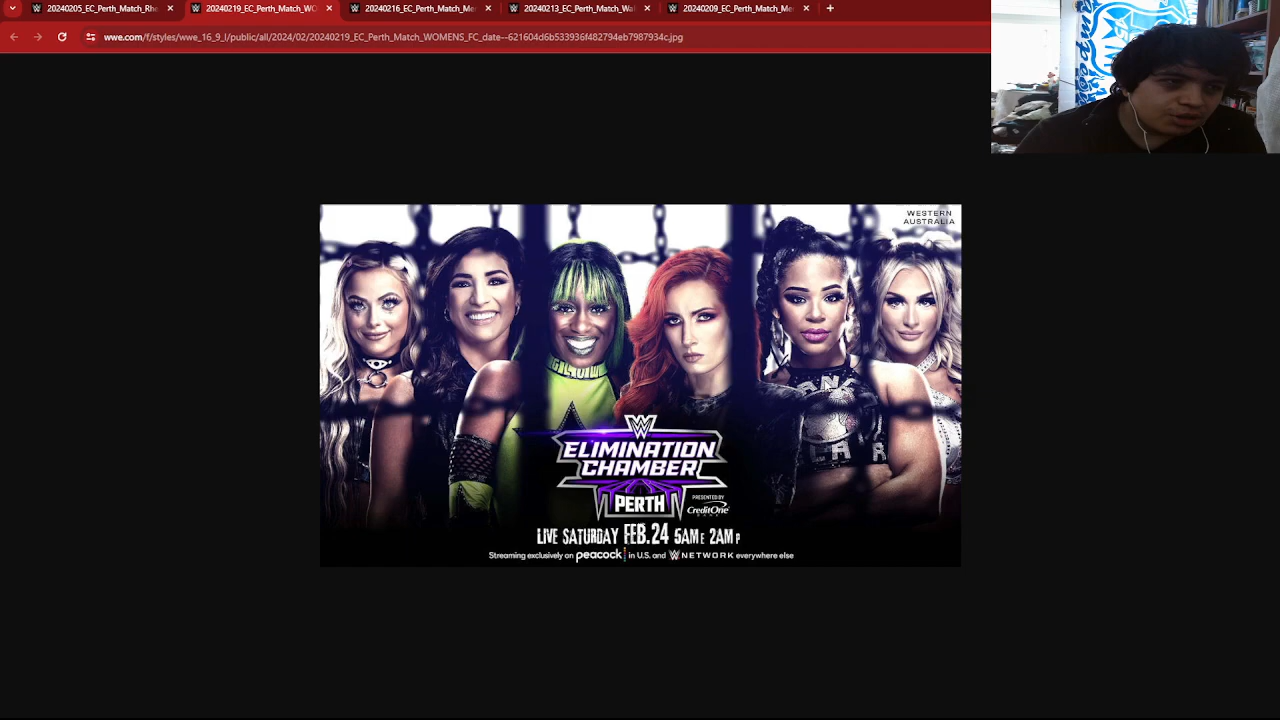 20240205_EC_Perth_Match_Rhe
20240219_EC_Perth_Match_WO
20240216_EC_Perth_Match_Me
20240213_EC_Perth_Match_Wa
20240209_EC_Perth_Match_Me
wwe.com/f/styles/wwe_16_9_l/public/all/2024/02/20240219_EC_Perth_Match_WOMENS_FC_date--621604d6b533936f482794eb7987934c.jpg
WESTERN
AUSTRALIA
ELIMINATION
CHAMBER
PERTH
PRESENTED BY
CreditOne
BANK
LIVE SATURDAY FEB.24 5AM E 2AM P
Streaming exclusively on peacock in U.S. and W NETWORK everywhere else